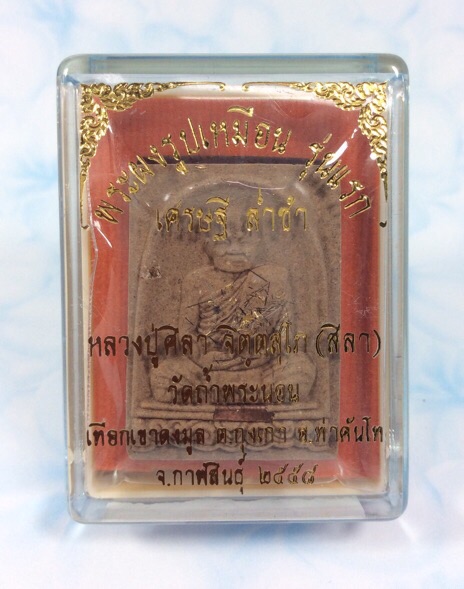 พระผงรูปเหมือน รุ่นแรก
เศรษฐี ล่ำซำ
หลวงปู่ศิลา จิตฺตสุโภ (สีลา)
วัดถ้ำพระนอน
เทือกเขาดงมูล ต.กุงเก่า อ.ท่าคันโท
จ.กาฬสินธุ์ ๒๕๕๘